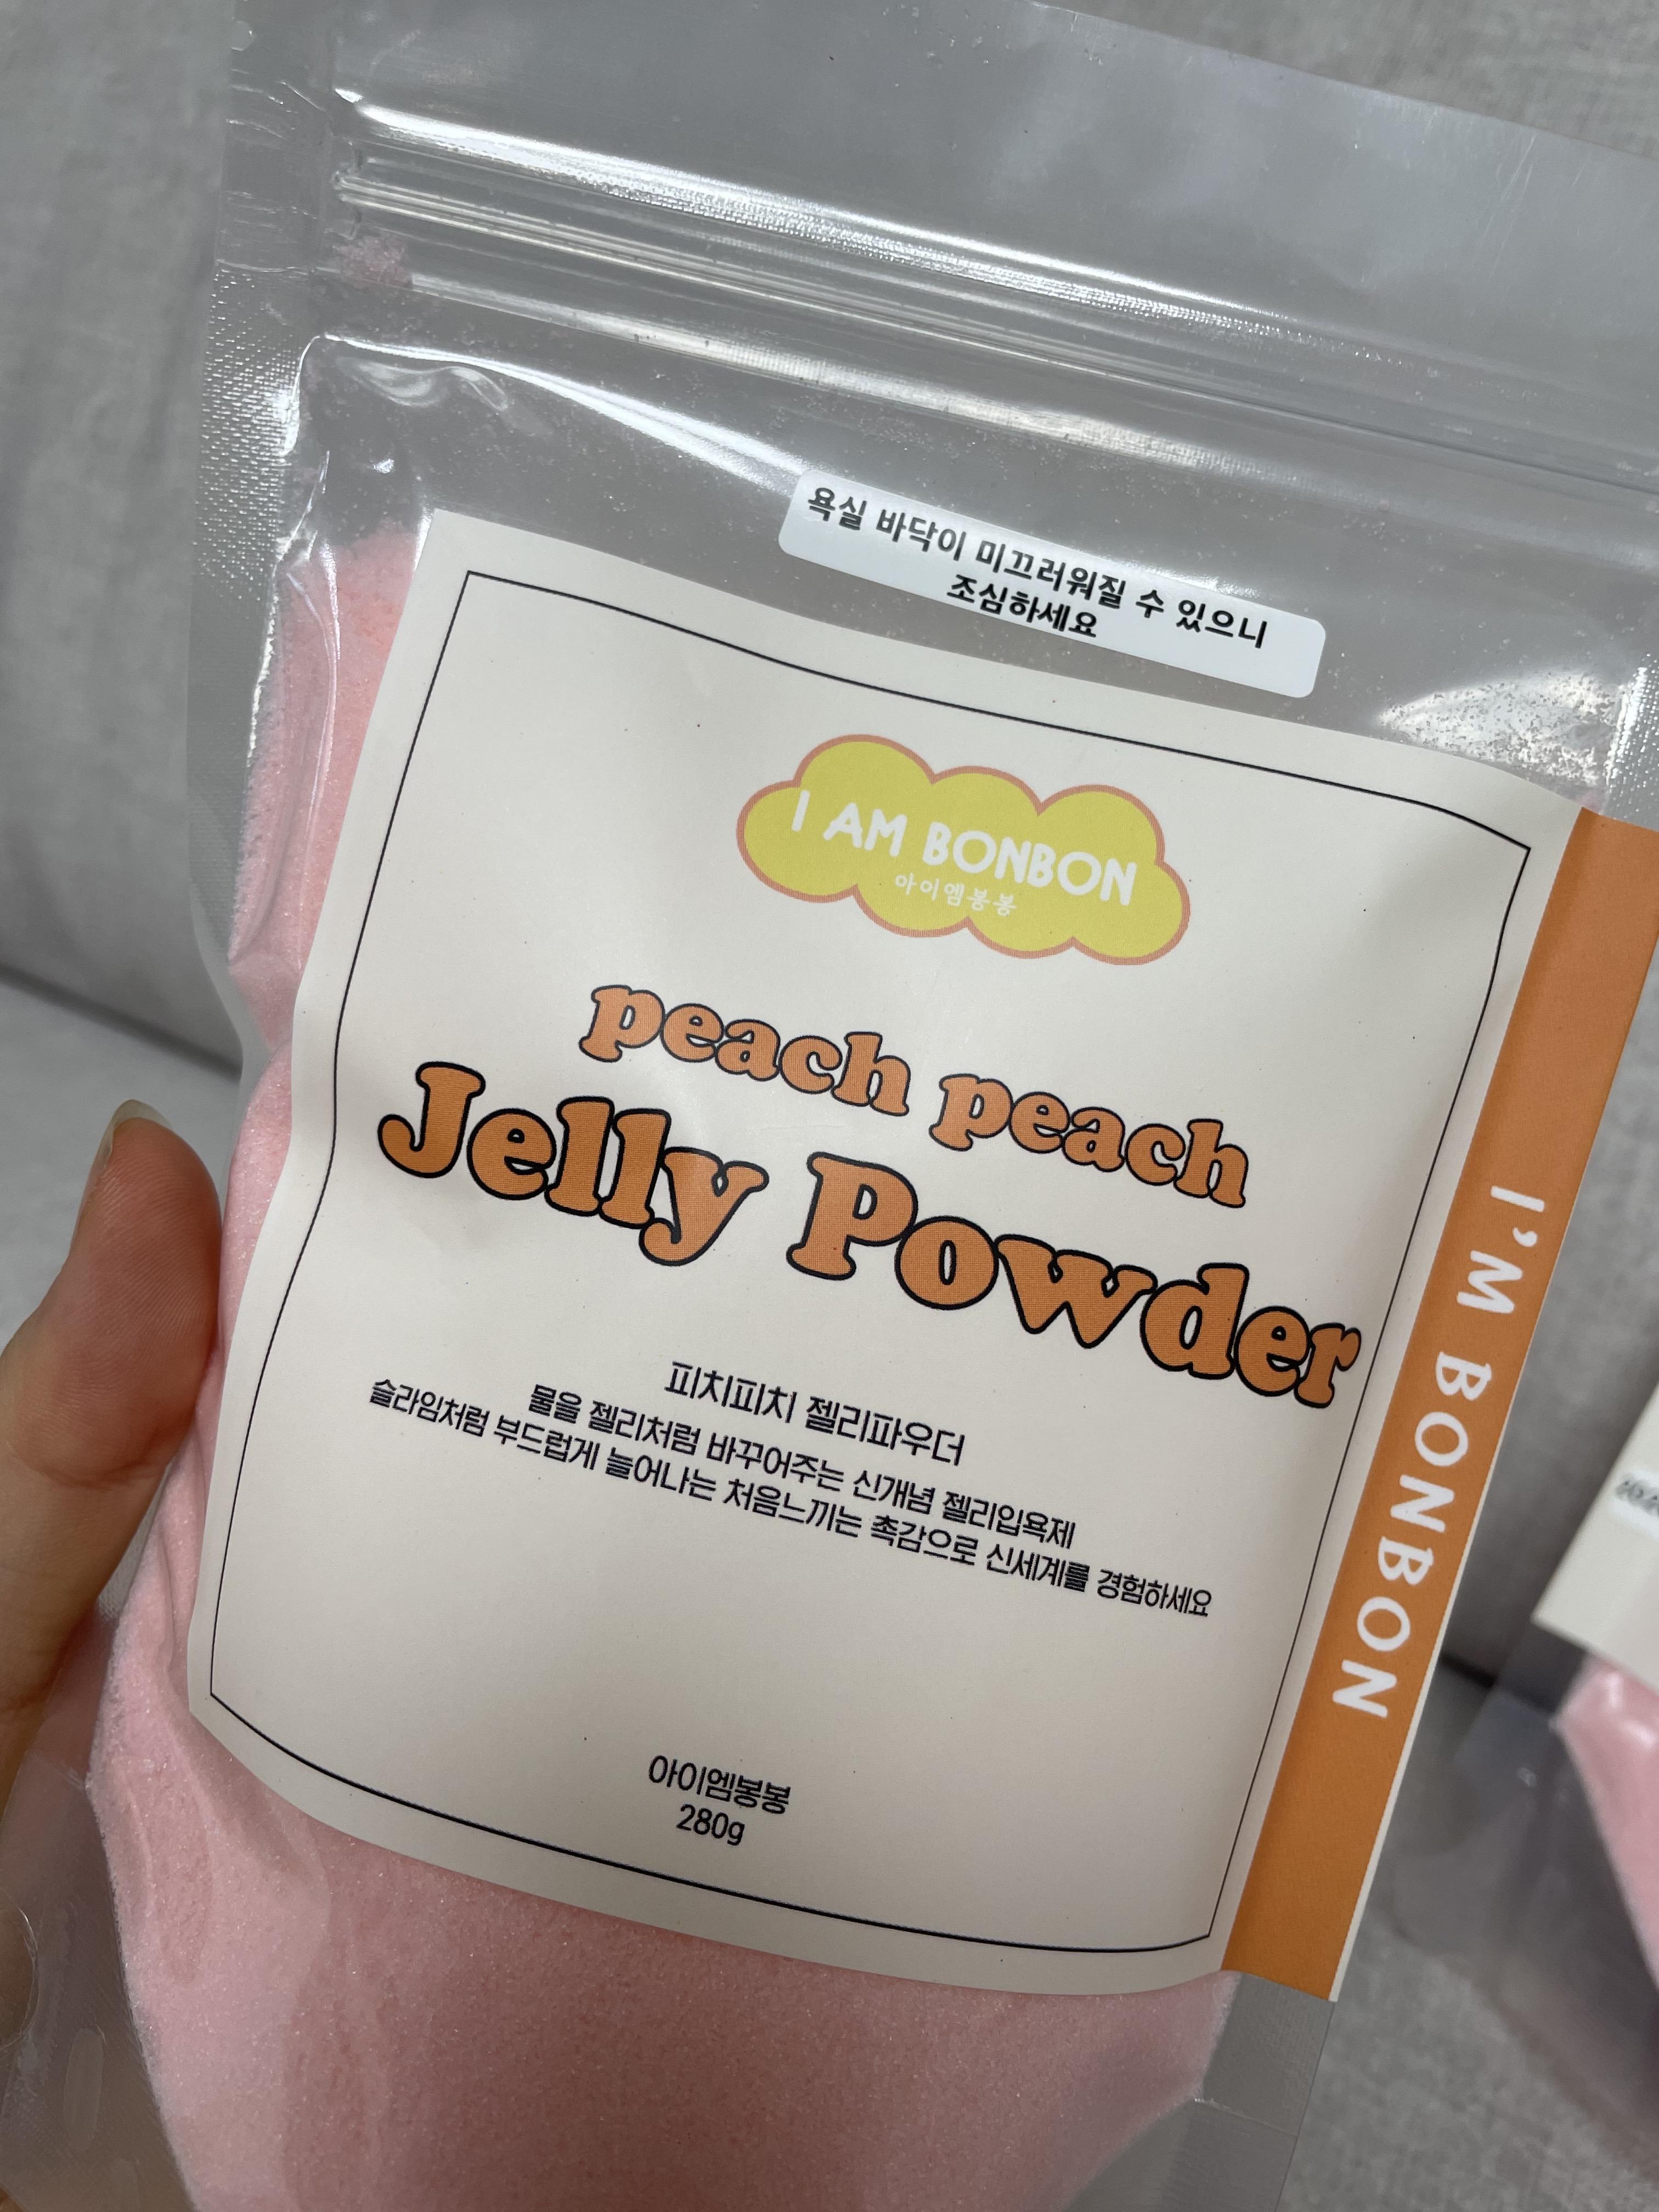 욕실 바닥이 미끄러워질 수 있으니
조심하세요
I AM BONBON
아이엠봉봉
peach peach
Jelly Powder
피치피치 젤리파우더
물을 젤리처럼 바꾸어주는 신개념 젤리입욕제
슬라임처럼 부드럽게 늘어나는 처음느끼는 촉감으로 신세계를 경험하세요
아이엠봉봉
280g
I'M BONBON